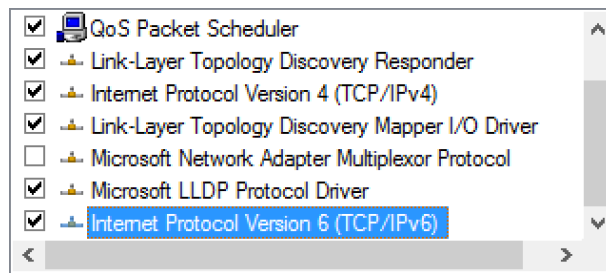 QoS Packet Scheduler
Link-Layer Topology Discovery Responder
Internet Protocol Version 4 (TCP/IPv4)
Link-Layer Topology Discovery Mapper I/O Driver
Microsoft Network Adapter Multiplexor Protocol
Microsoft LLDP Protocol Driver
Internet Protocol Version 6 (TCP/IPv6)